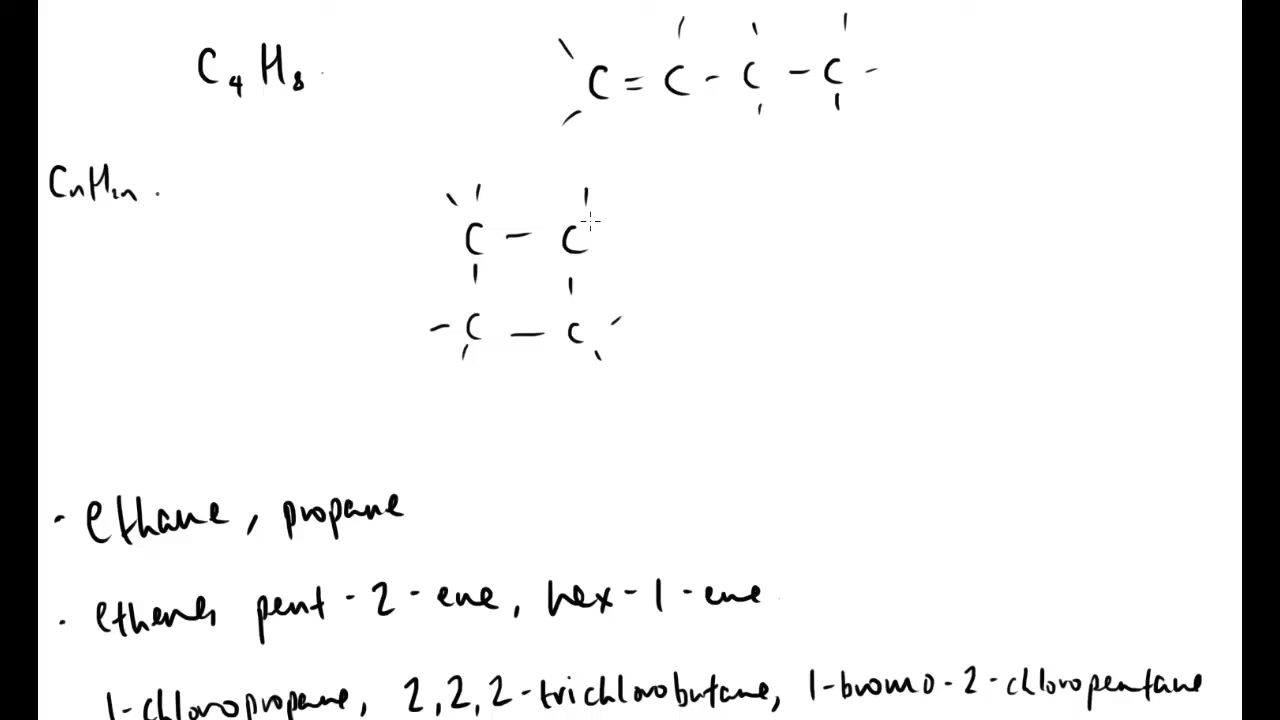 C₄H₈
C = C - C - C -
CnH2n.
C - C
- C - C
· ethane, propane
· ethene, pent-2-ene, hex-1-ene
1-chloropropane, 2,2,2-trichlorobutane, 1-bromo-2-chloropentane